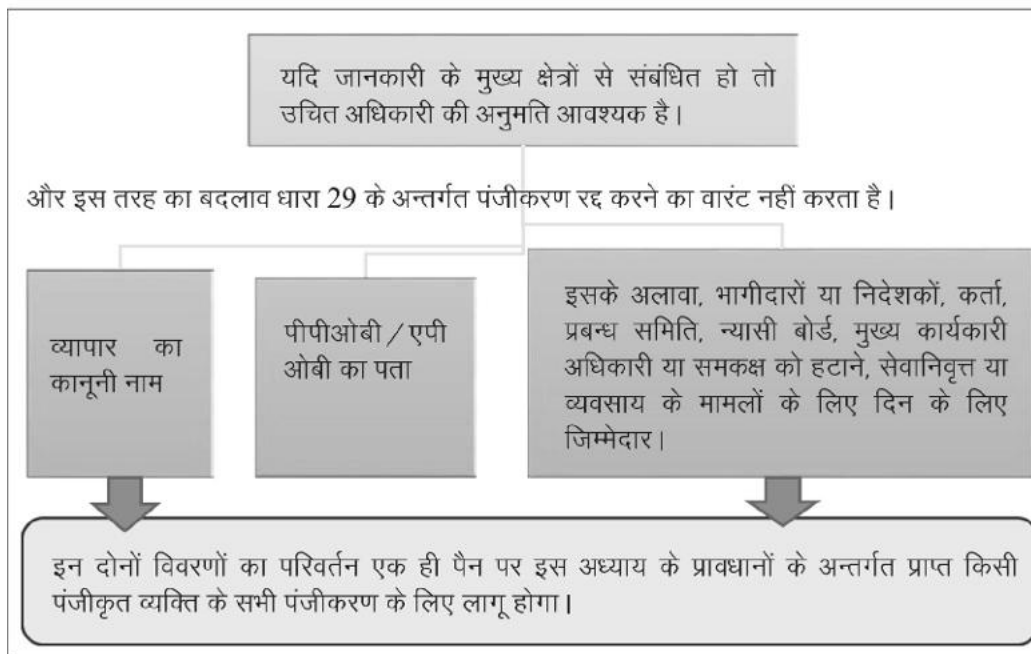 यदि जानकारी के मुख्य क्षेत्रों से संबंधित हो तो
उचित अधिकारी की अनुमति आवश्यक है।
और इस तरह का बदलाव धारा 29 के अन्तर्गत पंजीकरण रद्द करने का वारंट नहीं करता है।
व्यापार का
कानूनी नाम
पीपीओबी/एपी
ओबी का पता
इसके अलावा, भागीदारों या निदेशकों, कर्ता,
प्रबन्ध समिति, न्यासी बोर्ड, मुख्य कार्यकारी
अधिकारी या समकक्ष को हटाने, सेवानिवृत्त या
व्यवसाय के मामलों के लिए दिन के लिए
जिम्मेदार।
इन दोनों विवरणों का परिवर्तन एक ही पैन पर इस अध्याय के प्रावधानों के अन्तर्गत प्राप्त किसी
पंजीकृत व्यक्ति के सभी पंजीकरण के लिए लागू होगा।